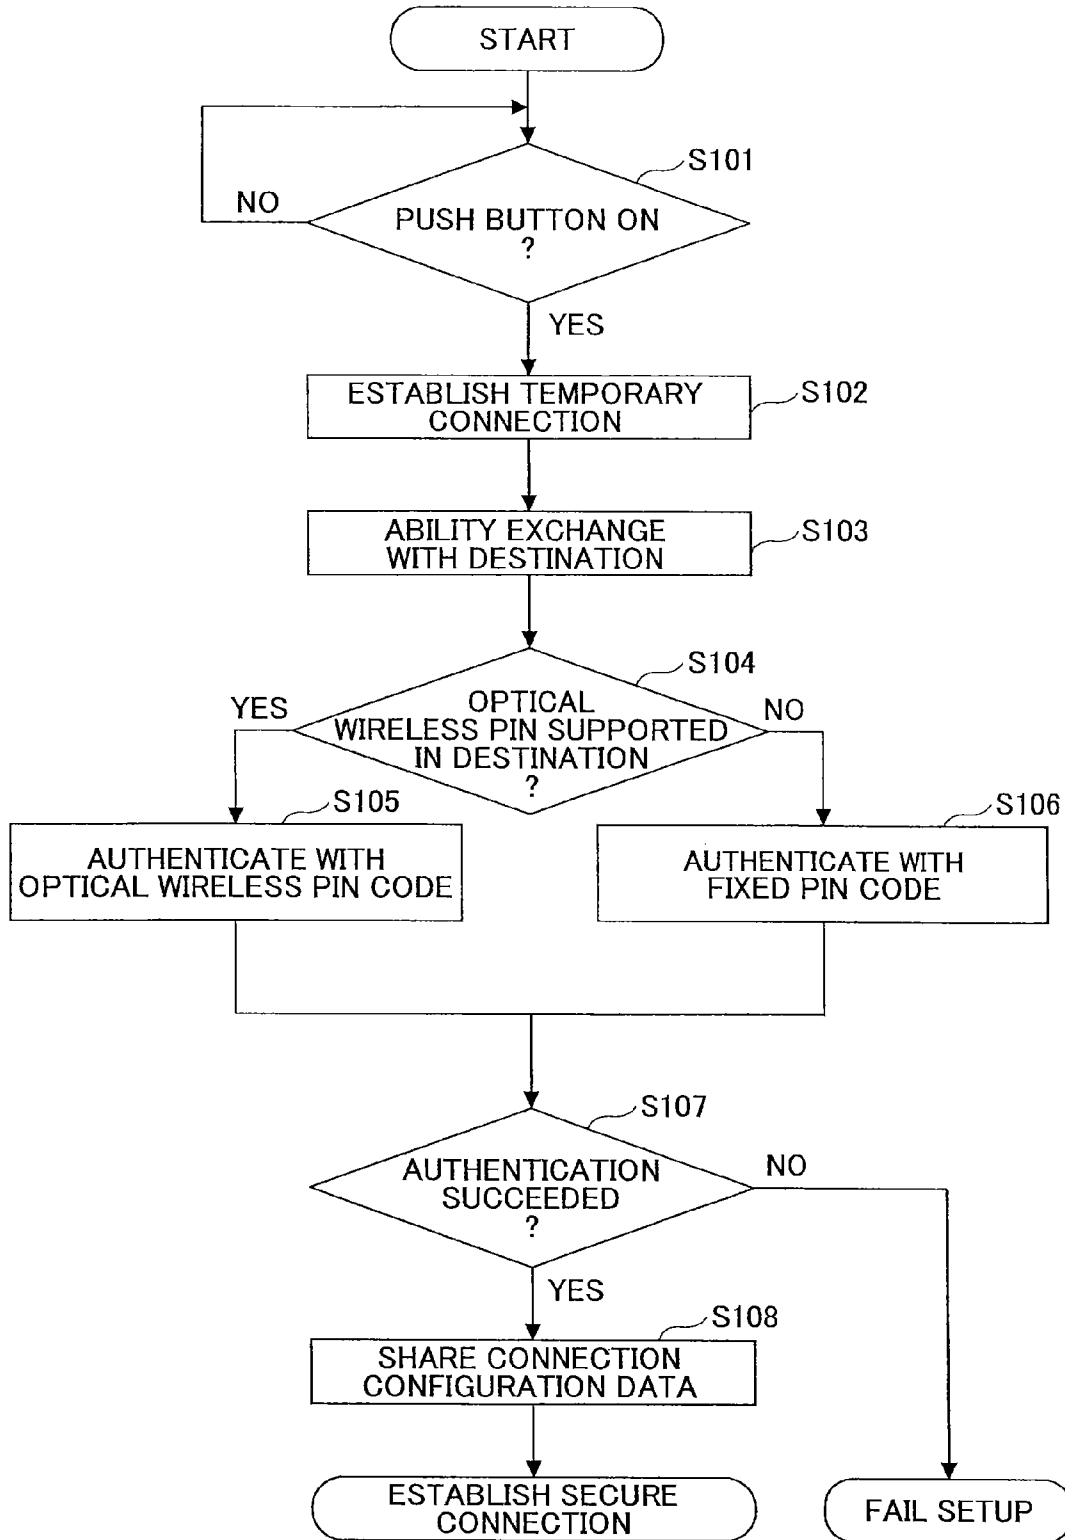 START
S101
NO
PUSH BUTTON ON
?
YES
ESTABLISH TEMPORARY
CONNECTION
S102
ABILITY EXCHANGE
WITH DESTINATION
S103
S104
YES
OPTICAL
WIRELESS PIN SUPPORTED
IN DESTINATION
?
NO
S105
AUTHENTICATE WITH
OPTICAL WIRELESS PIN CODE
S106
AUTHENTICATE WITH
FIXED PIN CODE
S107
AUTHENTICATION
SUCCEEDED
?
NO
YES
S108
SHARE CONNECTION
CONFIGURATION DATA
ESTABLISH SECURE
CONNECTION
FAIL SETUP